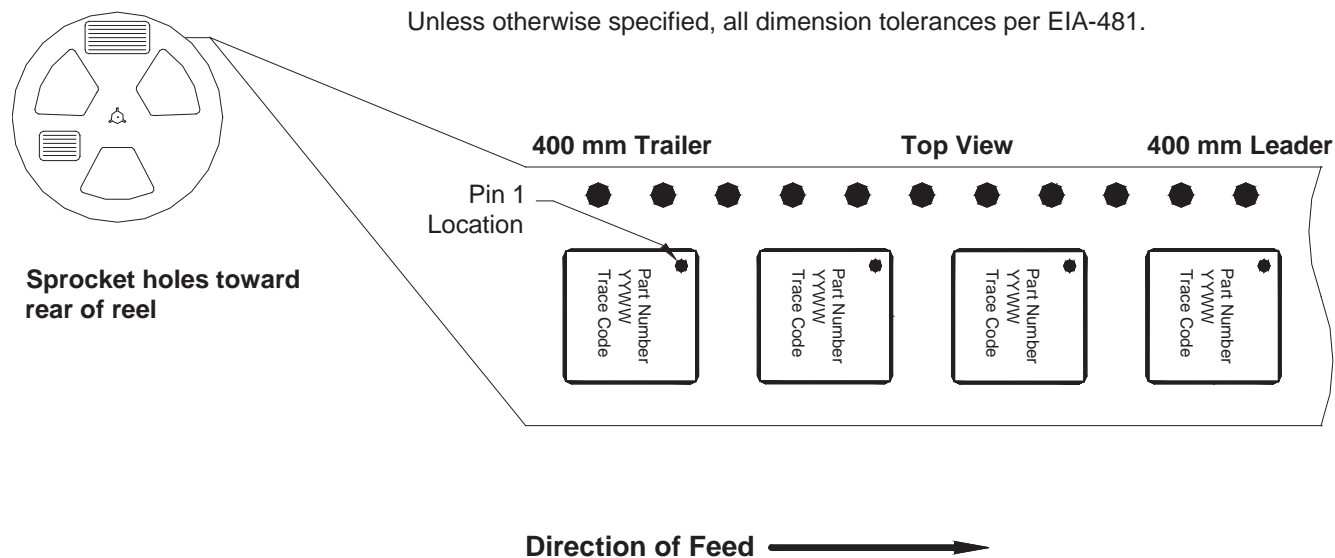 Unless otherwise specified, all dimension tolerances per EIA-481.
400 mm Trailer
Top View
400 mm Leader
Pin 1
Location
Sprocket holes toward
rear of reel
Part Number
YYWW
Trace Code
Part Number
YYWW
Trace Code
Part Number
YYWW
Trace Code
Part Number
YYWW
Trace Code
Direction of Feed